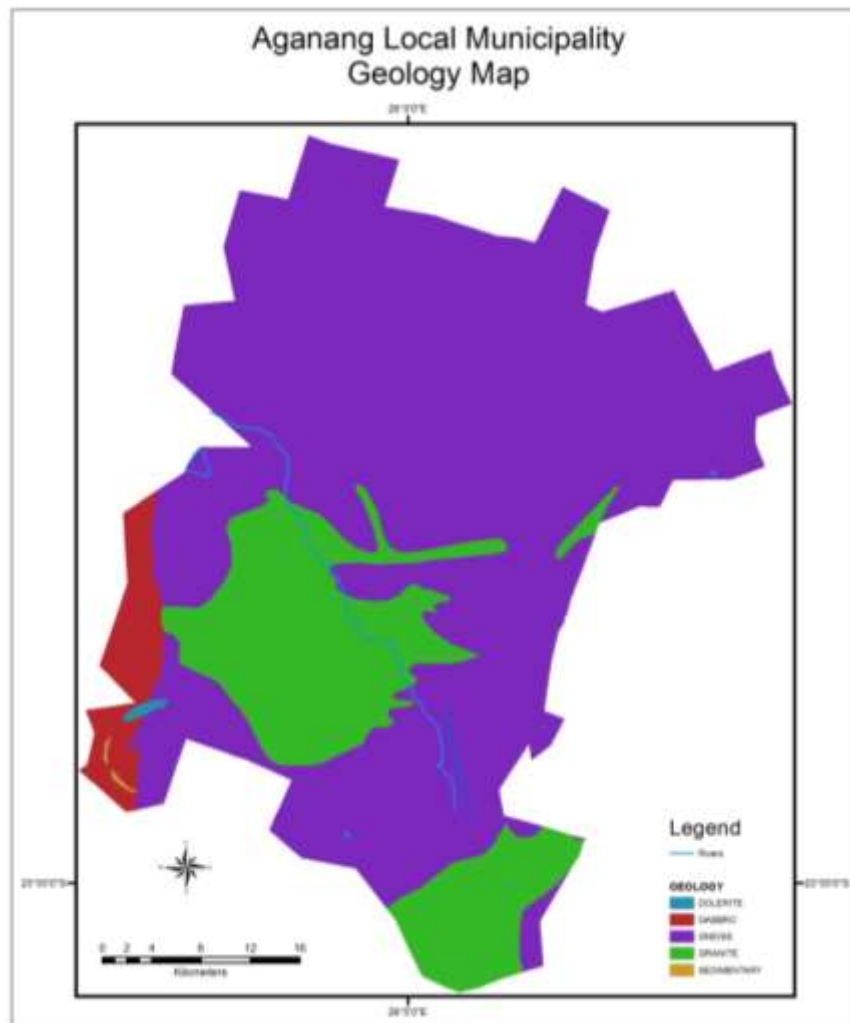 Aganang Local Municipality
Geology Map
Legend
Rivers
GEOLOGY
DOLERITE
GABBRO
GNEISS
GRANITE
SEDIMENTARY
0 2 4 8 12 16
Kilometers